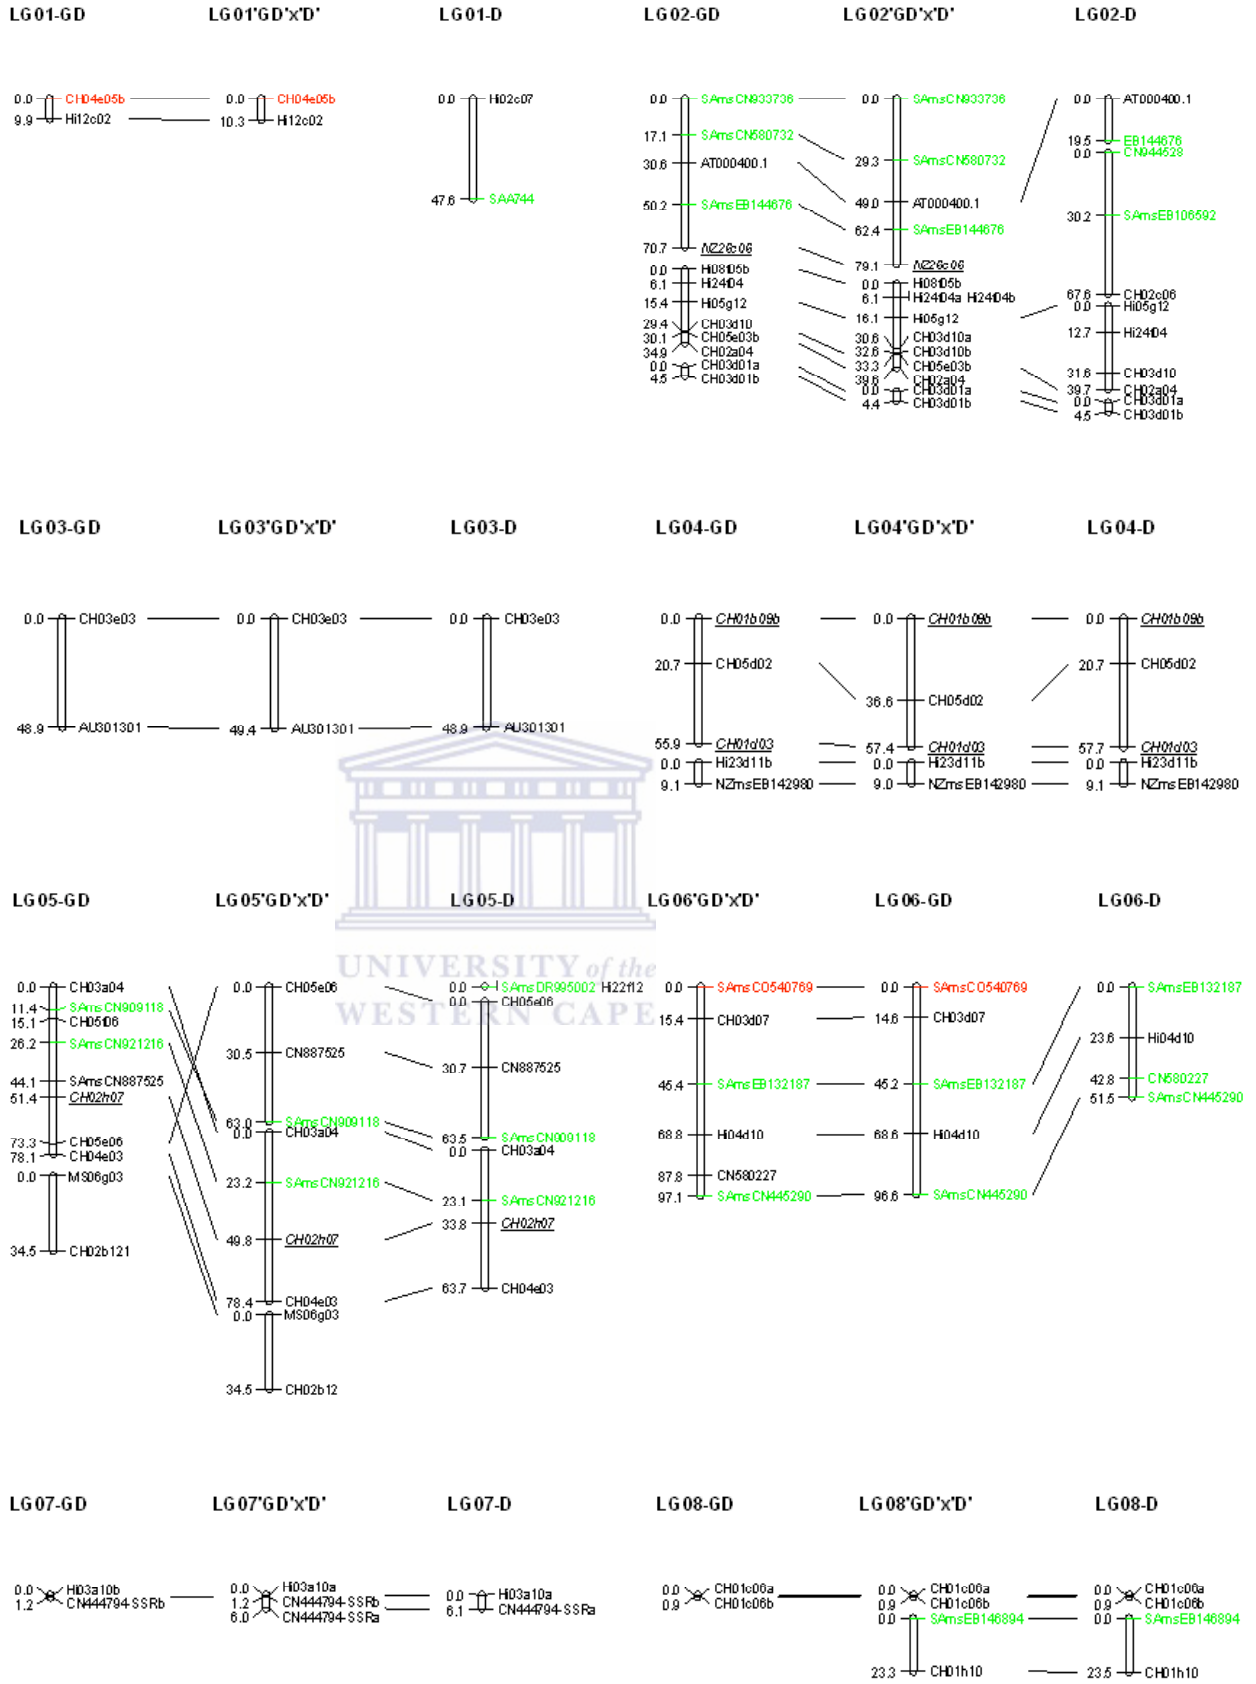 LG01-GD LG01'GD'x'D' LG01-D LG02-GD LG02'GD'x'D' LG02-D
0.0 CH04e05b
9.9 Hi12c02
0.0 CH04e05b
10.3 Hi12c02
0.0 Hi02c07
47.6 SAA744
0.0 SAmsCN933736
17.1 SAmsCN580732
30.6 AT000400.1
50.2 SAmsEB144676
70.7 NZ26c06
0.0 Hi08f05b
6.1 Hi24f04
15.4 Hi05g12
29.4 CH03d10
30.1 CH05e03b
34.9 CH02a04
0.0 CH03d01a
4.5 CH03d01b
0.0 SAmsCN933736
29.3 SAmsCN580732
49.0 AT000400.1
62.4 SAmsEB144676
79.1 NZ26c06
0.0 Hi08f05b
6.1 Hi24f04a Hi24f04b
16.1 Hi05g12
30.6 CH03d10a
32.6 CH03d10b
33.3 CH05e03b
39.6 CH02a04
0.0 CH03d01a
4.4 CH03d01b
0.0 AT000400.1
19.5 EB144676
0.0 CN944528
30.2 SAmsEB106592
67.6 CH02c06
0.0 Hi05g12
12.7 Hi24f04
31.6 CH03d10
39.7 CH02a04
0.0 CH03d01a
4.5 CH03d01b
LG03-GD LG03'GD'x'D' LG03-D LG04-GD LG04'GD'x'D' LG04-D
0.0 CH03e03
48.9 AU301301
0.0 CH03e03
49.4 AU301301
0.0 CH03e03
48.9 AU301301
0.0 CH01b09b
20.7 CH05d02
55.9 CH01d03
0.0 Hi23d11b
9.1 NZmsEB142980
0.0 CH01b09b
36.6 CH05d02
57.4 CH01d03
0.0 Hi23d11b
9.0 NZmsEB142980
0.0 CH01b09b
20.7 CH05d02
57.7 CH01d03
0.0 Hi23d11b
9.1 NZmsEB142980
LG05-GD LG05'GD'x'D' LG05-D LG06'GD'x'D' LG06-GD LG06-D
UNIVERSITY of the
WESTERN CAPE
0.0 CH03a04
11.4 SAmsCN909118
15.1 CH05f06
26.2 SAmsCN921216
44.1 SAmsCN887525
51.4 CH02h07
73.3 CH05e06
78.1 CH04e03
0.0 MS06g03
34.5 CH02b121
0.0 CH05e06
30.5 CN887525
63.0 SAmsCN909118
0.0 CH03a04
23.2 SAmsCN921216
49.8 CH02h07
78.4 CH04e03
0.0 MS06g03
34.5 CH02b12
0.0 SAmsDR995002 Hi22f12
0.0 CH05e06
30.7 CN887525
63.5 SAmsCN909118
0.0 CH03a04
23.1 SAmsCN921216
33.8 CH02h07
63.7 CH04e03
0.0 SAmsCO540769
15.4 CH03d07
45.4 SAmsEB132187
68.8 Hi04d10
87.8 CN580227
97.1 SAmsCN445290
0.0 SAmsCO540769
14.6 CH03d07
45.2 SAmsEB132187
68.6 Hi04d10
96.6 SAmsCN445290
0.0 SAmsEB132187
23.6 Hi04d10
42.8 CN580227
51.5 SAmsCN445290
LG07-GD LG07'GD'x'D' LG07-D LG08-GD LG08'GD'x'D' LG08-D
0.0 Hi03a10b
1.2 CN444794-SSRb
0.0 Hi03a10a
1.2 CN444794-SSRb
6.0 CN444794-SSRa
0.0 Hi03a10a
6.1 CN444794-SSRa
0.0 CH01c06a
0.9 CH01c06b
0.0 CH01c06a
0.9 CH01c06b
0.0 SAmsEB146894
23.3 CH01h10
0.0 CH01c06a
0.9 CH01c06b
0.0 SAmsEB146894
23.5 CH01h10